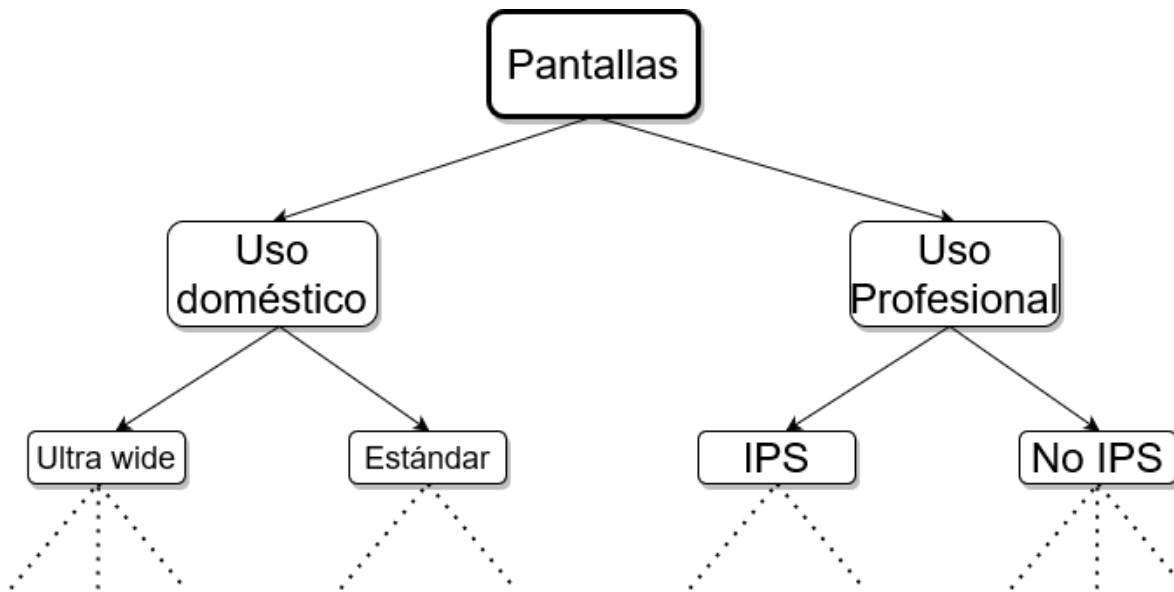 Pantallas
Uso
doméstico
Uso
Profesional
Ultra wide
Estándar
IPS
No IPS